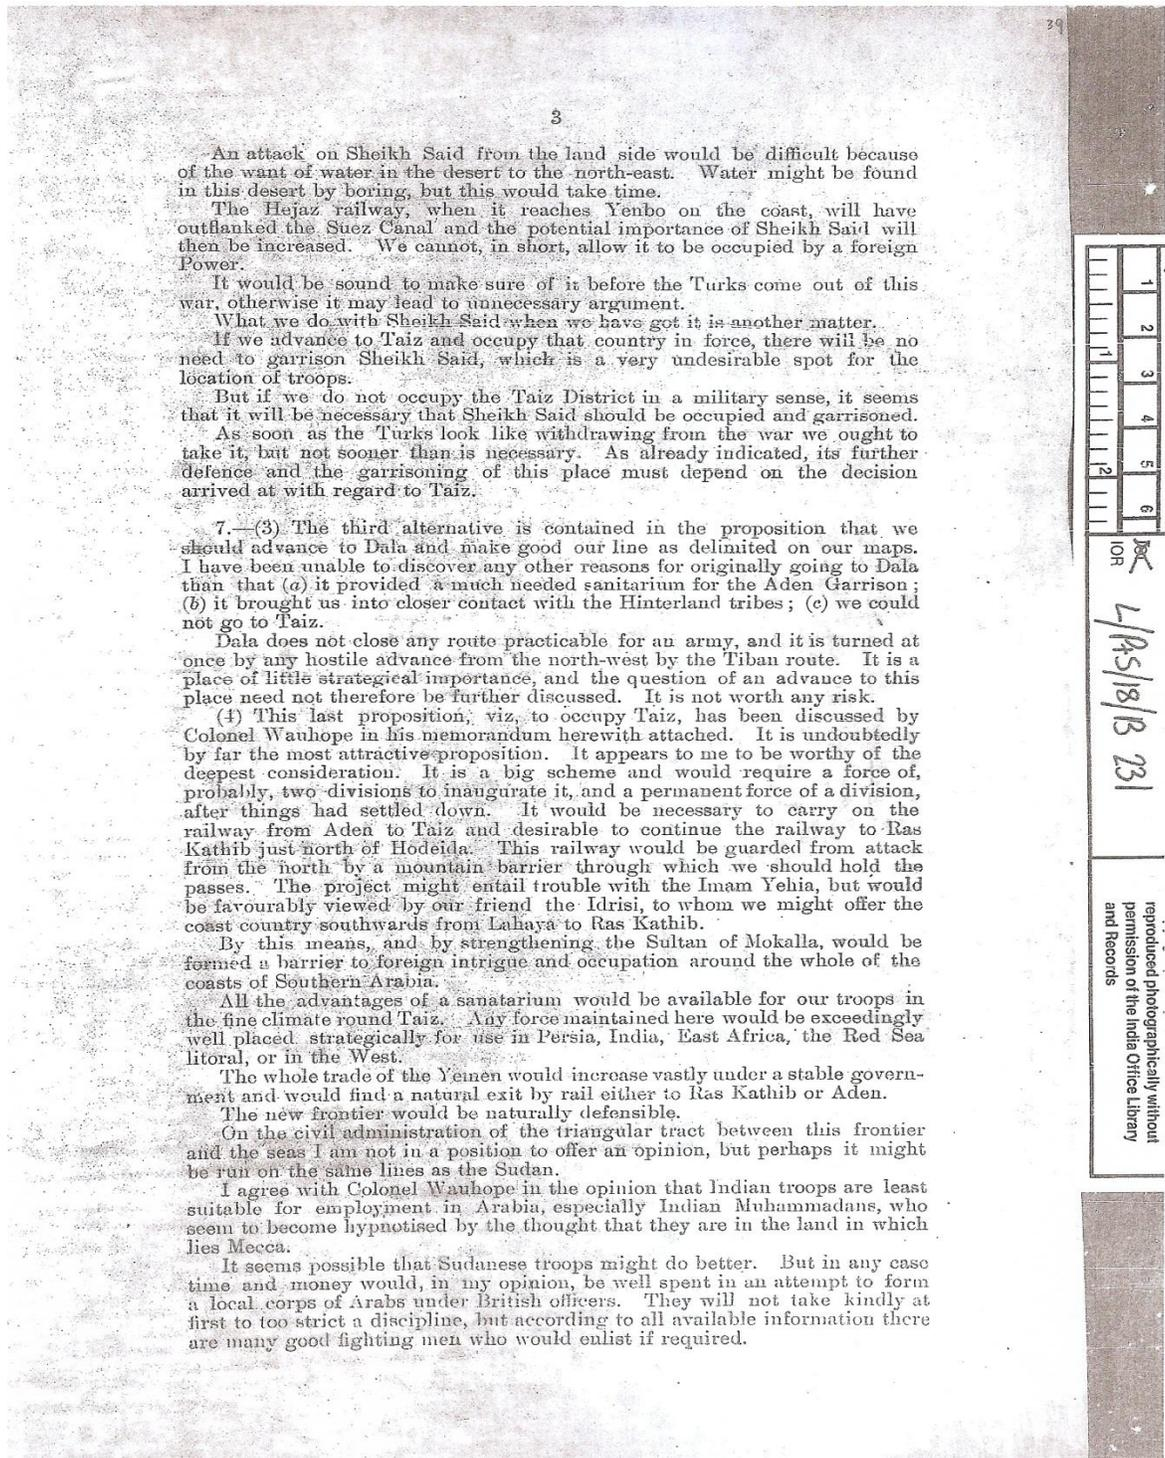 39
3
An attack on Sheikh Said from the land side would be difficult because
of the want of water in the desert to the north-east. Water might be found
in this desert by boring, but this would take time.
The Hejaz railway, when it reaches Yenbo on the coast, will have
outflanked the Suez Canal and the potential importance of Sheikh Said will
then be increased. We cannot, in short, allow it to be occupied by a foreign
Power.
It would be sound to make sure of it before the Turks come out of this
war, otherwise it may lead to unnecessary argument.
What we do with Sheikh Said when we have got it is another matter.
If we advance to Taiz and occupy that country in force, there will be no
need to garrison Sheikh Said, which is a very undesirable spot for the
location of troops.
But if we do not occupy the Taiz District in a military sense, it seems
that it will be necessary that Sheikh Said should be occupied and garrisoned.
As soon as the Turks look like withdrawing from the war we ought to
take it, but not sooner than is necessary. As already indicated, its further
defence and the garrisoning of this place must depend on the decision
arrived at with regard to Taiz.
7.—(3) The third alternative is contained in the proposition that we
should advance to Dala and make good our line as delimited on our maps.
I have been unable to discover any other reasons for originally going to Dala
than that (a) it provided a much needed sanitarium for the Aden Garrison;
(b) it brought us into closer contact with the Hinterland tribes; (c) we could
not go to Taiz.
Dala does not close any route practicable for an army, and it is turned at
once by any hostile advance from the north-west by the Tiban route. It is a
place of little strategical importance, and the question of an advance to this
place need not therefore be further discussed. It is not worth any risk.
(4) This last proposition, viz, to occupy Taiz, has been discussed by
Colonel Wauhope in his memorandum herewith attached. It is undoubtedly
by far the most attractive proposition. It appears to me to be worthy of the
deepest consideration. It is a big scheme and would require a force of,
probably, two divisions to inaugurate it, and a permanent force of a division,
after things had settled down. It would be necessary to carry on the
railway from Aden to Taiz and desirable to continue the railway to Ras
Kathib just north of Hodeida. This railway would be guarded from attack
from the north by a mountain barrier through which we should hold the
passes. The project might entail trouble with the Imam Yehia, but would
be favourably viewed by our friend the Idrisi, to whom we might offer the
coast country southwards from Lahaya to Ras Kathib.
By this means, and by strengthening the Sultan of Mokalla, would be
formed a barrier to foreign intrigue and occupation around the whole of the
coasts of Southern Arabia.
All the advantages of a sanatarium would be available for our troops in
the fine climate round Taiz. Any force maintained here would be exceedingly
well placed strategically for use in Persia, India, East Africa, the Red Sea
litoral, or in the West.
The whole trade of the Yemen would increase vastly under a stable govern-
ment and would find a natural exit by rail either to Ras Kathib or Aden.
The new frontier would be naturally defensible.
On the civil administration of the triangular tract between this frontier
and the seas I am not in a position to offer an opinion, but perhaps it might
be run on the same lines as the Sudan.
I agree with Colonel Wauhope in the opinion that Indian troops are least
suitable for employment in Arabia, especially Indian Muhammadans, who
seem to become hypnotised by the thought that they are in the land in which
lies Mecca.
It seems possible that Sudanese troops might do better. But in any case
time and money would, in my opinion, be well spent in an attempt to form
a local corps of Arabs under British officers. They will not take kindly at
first to too strict a discipline, but according to all available information there
are many good fighting men who would enlist if required.
1 2 3 4 5 6
1 2
IOR
L/P&S/18/B 231
reproduced photographically without
permission of the India Office Library
and Records